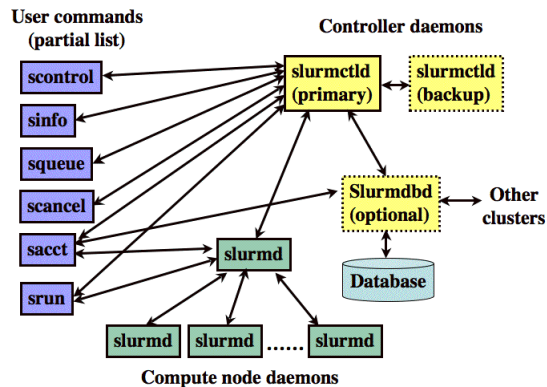 User commands
(partial list)
Controller daemons
scontrol
slurmctld
(primary)
slurmctld
(backup)
sinfo
squeue
scancel
Slurmdbd
(optional)
Other
clusters
sacct
slurmd
srun
Database
slurmd
slurmd
......
slurmd
Compute node daemons